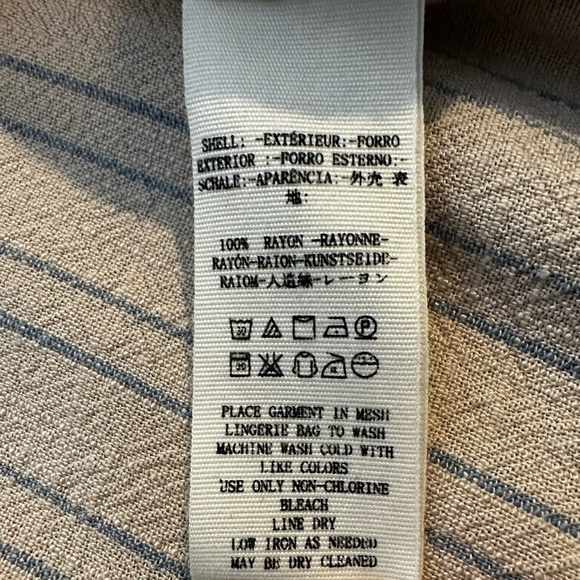 SHELL: -EXTÉRIEUR:-FORRO
EXTERIOR :-FORRO ESTERNO:-
SCHALE:-APARÊNCIA:-外壳 表
地:
100% RAYON -RAYONNE-
RAYÓN-RAION-KUNSTSEIDE-
RAIOM-人造絲-レーヨン
30
P
30
PLACE GARMENT IN MESH
LINGERIE BAG TO WASH
MACHINE WASH COLD WITH
LIKE COLORS
USE ONLY NON-CHLORINE
BLEACH
LINE DRY
LOW IRON AS NEEDED
MAY BE DRY CLEANED